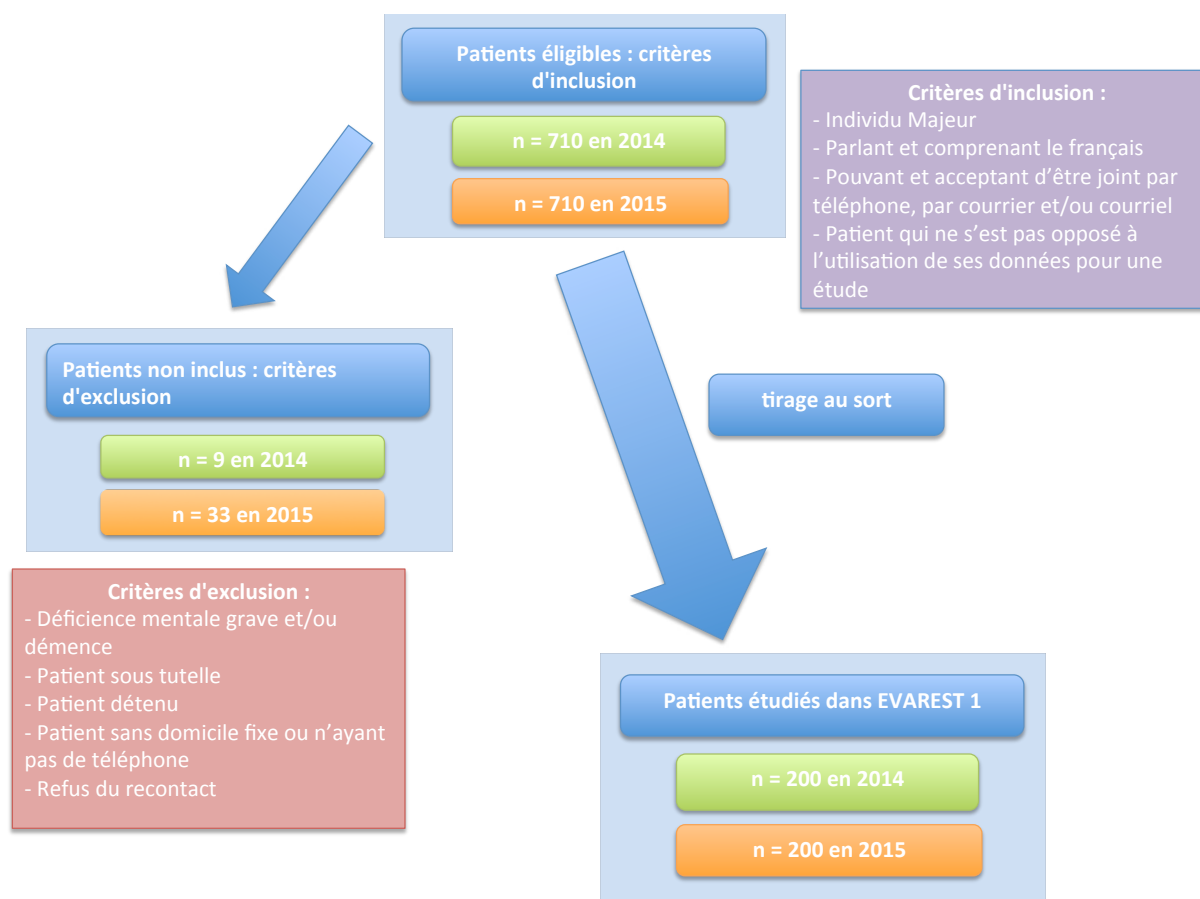 Patients éligibles : critères
d'inclusion
n = 710 en 2014
n = 710 en 2015
Critères d'inclusion :
- Individu Majeur
- Parlant et comprenant le français
- Pouvant et acceptant d’être joint par
téléphone, par courrier et/ou courriel
- Patient qui ne s’est pas opposé à
l’utilisation de ses données pour une
étude
Patients non inclus : critères
d'exclusion
n = 9 en 2014
n = 33 en 2015
tirage au sort
Critères d'exclusion :
- Déficience mentale grave et/ou
démence
- Patient sous tutelle
- Patient détenu
- Patient sans domicile fixe ou n’ayant
pas de téléphone
- Refus du recontact
Patients étudiés dans EVAREST 1
n = 200 en 2014
n = 200 en 2015